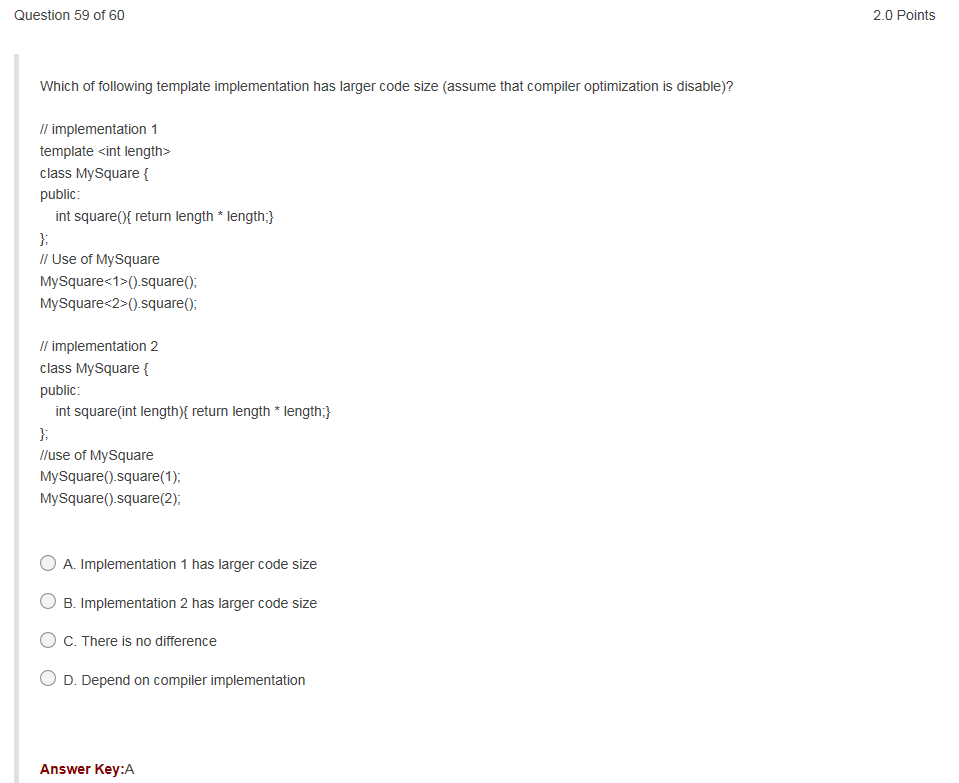 Question 59 of 60
2.0 Points
Which of following template implementation has larger code size (assume that compiler optimization is disable)?
// implementation 1
template <int length>
class MySquare {
public:
int square(){ return length * length;}
};
// Use of MySquare
MySquare<1>().square();
MySquare<2>().square();
// implementation 2
class MySquare {
public:
int square(int length){ return length * length;}
};
//use of MySquare
MySquare().square(1);
MySquare().square(2);
A. Implementation 1 has larger code size
B. Implementation 2 has larger code size
C. There is no difference
D. Depend on compiler implementation
Answer Key:A